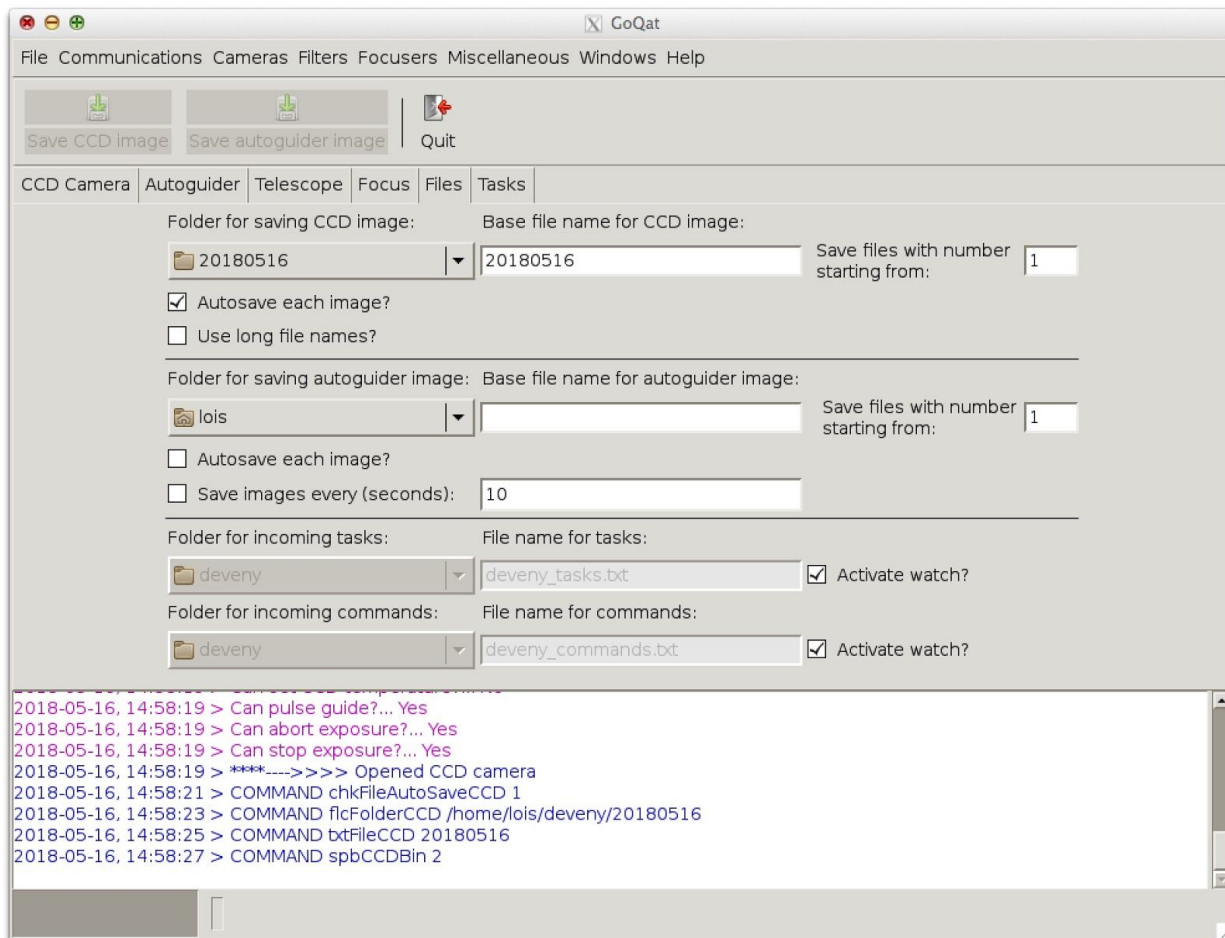 GoQat
File Communications Cameras Filters Focusers Miscellaneous Windows Help
Save CCD image Save autoguider image Quit
CCD Camera Autoguider Telescope Focus Files Tasks
Folder for saving CCD image: Base file name for CCD image:
20180516 20180516 Save files with number starting from: 1
Autosave each image?
Use long file names?
Folder for saving autoguider image: Base file name for autoguider image:
lois Save files with number starting from: 1
Autosave each image?
Save images every (seconds): 10
Folder for incoming tasks: File name for tasks:
deveny deveny_tasks.txt Activate watch?
Folder for incoming commands: File name for commands:
deveny deveny_commands.txt Activate watch?
2018-05-16, 14:58:19 > Can pulse guide?... Yes
2018-05-16, 14:58:19 > Can abort exposure?... Yes
2018-05-16, 14:58:19 > Can stop exposure?... Yes
2018-05-16, 14:58:19 > ****---->>>> Opened CCD camera
2018-05-16, 14:58:21 > COMMAND chkFileAutoSaveCCD 1
2018-05-16, 14:58:23 > COMMAND flcFolderCCD /home/lois/deveny/20180516
2018-05-16, 14:58:25 > COMMAND txtFileCCD 20180516
2018-05-16, 14:58:27 > COMMAND spbCCDBin 2